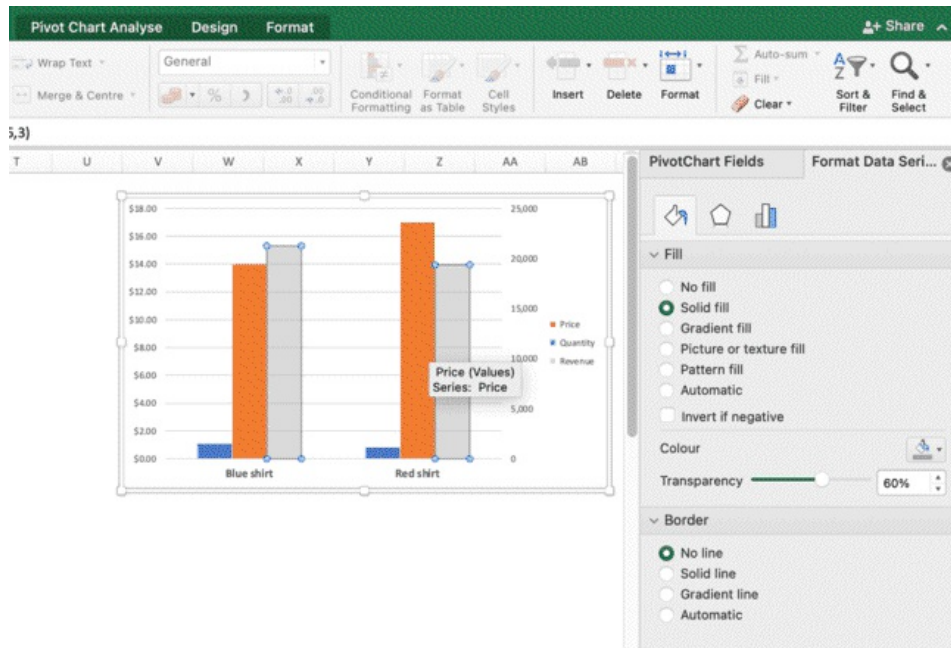 Pivot Chart Analyse Design Format Share
Wrap Text General Auto-sum
Fill
Merge & Centre % Conditional Formatting Format as Table Cell Styles Insert Delete Format Clear Sort & Filter Find & Select
5,3)
T U V W X Y Z AA AB PivotChart Fields Format Data Seri...
$18.00 25,000
$16.00
$14.00 20,000
$12.00
$10.00 15,000
$8.00 10,000
$6.00
$4.00 5,000
$2.00
$0.00 0
Blue shirt Red shirt
Price
Quantity
Revenue
Price (Values)
Series: Price
Fill
No fill
Solid fill
Gradient fill
Picture or texture fill
Pattern fill
Automatic
Invert if negative
Colour
Transparency 60%
Border
No line
Solid line
Gradient line
Automatic